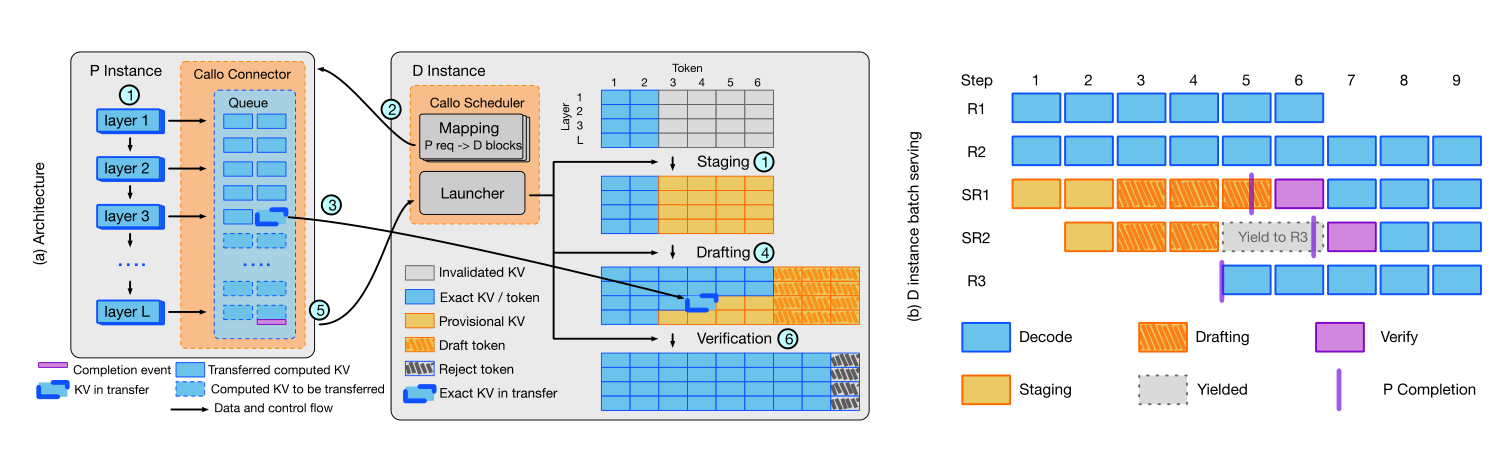 (a) Architecture
P Instance
1
layer 1
layer 2
layer 3
....
layer L
Callo Connector
Queue
....
2
3
5
Completion event
Transferred computed KV
KV in transfer
Computed KV to be transferred
Data and control flow
D Instance
Callo Scheduler
Mapping
P req -> D blocks
Launcher
Invalidated KV
Exact KV / token
Provisional KV
Draft token
Reject token
Exact KV in transfer
Token
1 2 3 4 5 6
Layer
1
2
3
L
Staging 1
Drafting 4
Verification 6
(b) D instance batch serving
Step 1 2 3 4 5 6 7 8 9
R1
R2
SR1
SR2 Yield to R3
R3
Decode Drafting Verify
Staging Yielded P Completion